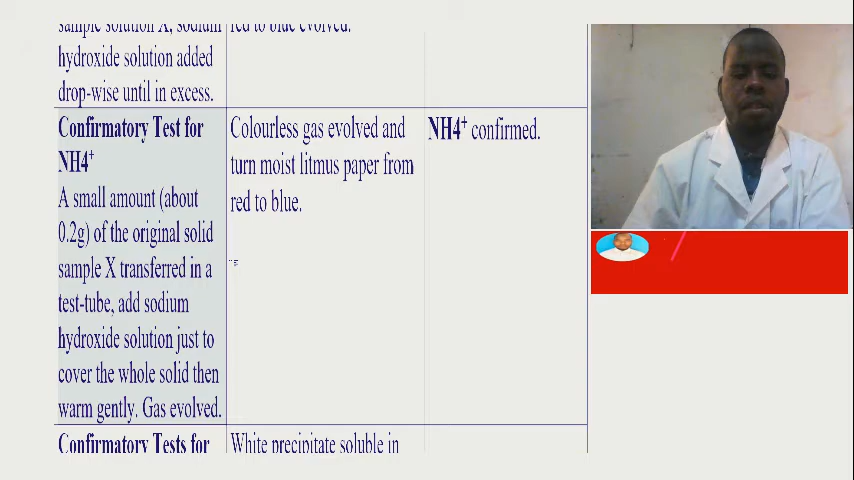 sample solution X, sodium
hydroxide solution added
drop-wise until in excess.
red to blue evolved.
Confirmatory Test for
NH4⁺
A small amount (about
0.2g) of the original solid
sample X transferred in a
test-tube, add sodium
hydroxide solution just to
cover the whole solid then
warm gently. Gas evolved.
Colourless gas evolved and
turn moist litmus paper from
red to blue.
NH4⁺ confirmed.
Confirmatory Tests for
White precipitate soluble in